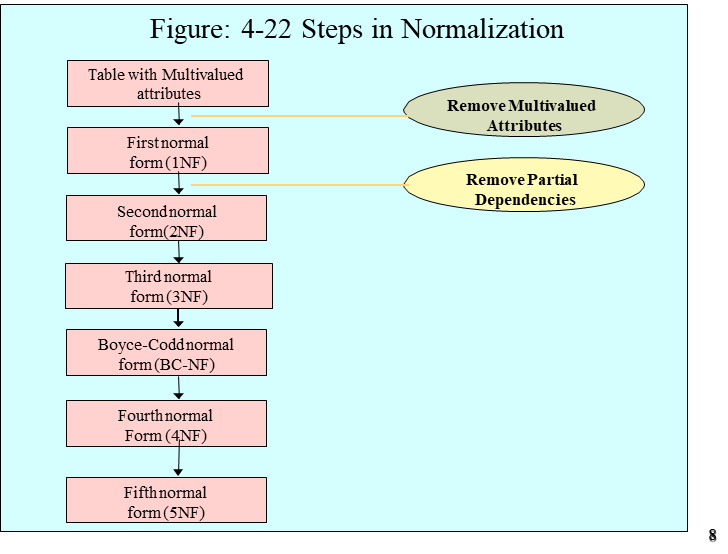 Figure: 4-22 Steps in Normalization
Table with Multivalued
attributes
Remove Multivalued
Attributes
First normal
form (1NF)
Remove Partial
Dependencies
Second normal
form(2NF)
Third normal
form (3NF)
Boyce-Codd normal
form (BC-NF)
Fourth normal
Form (4NF)
Fifth normal
form (5NF)
8